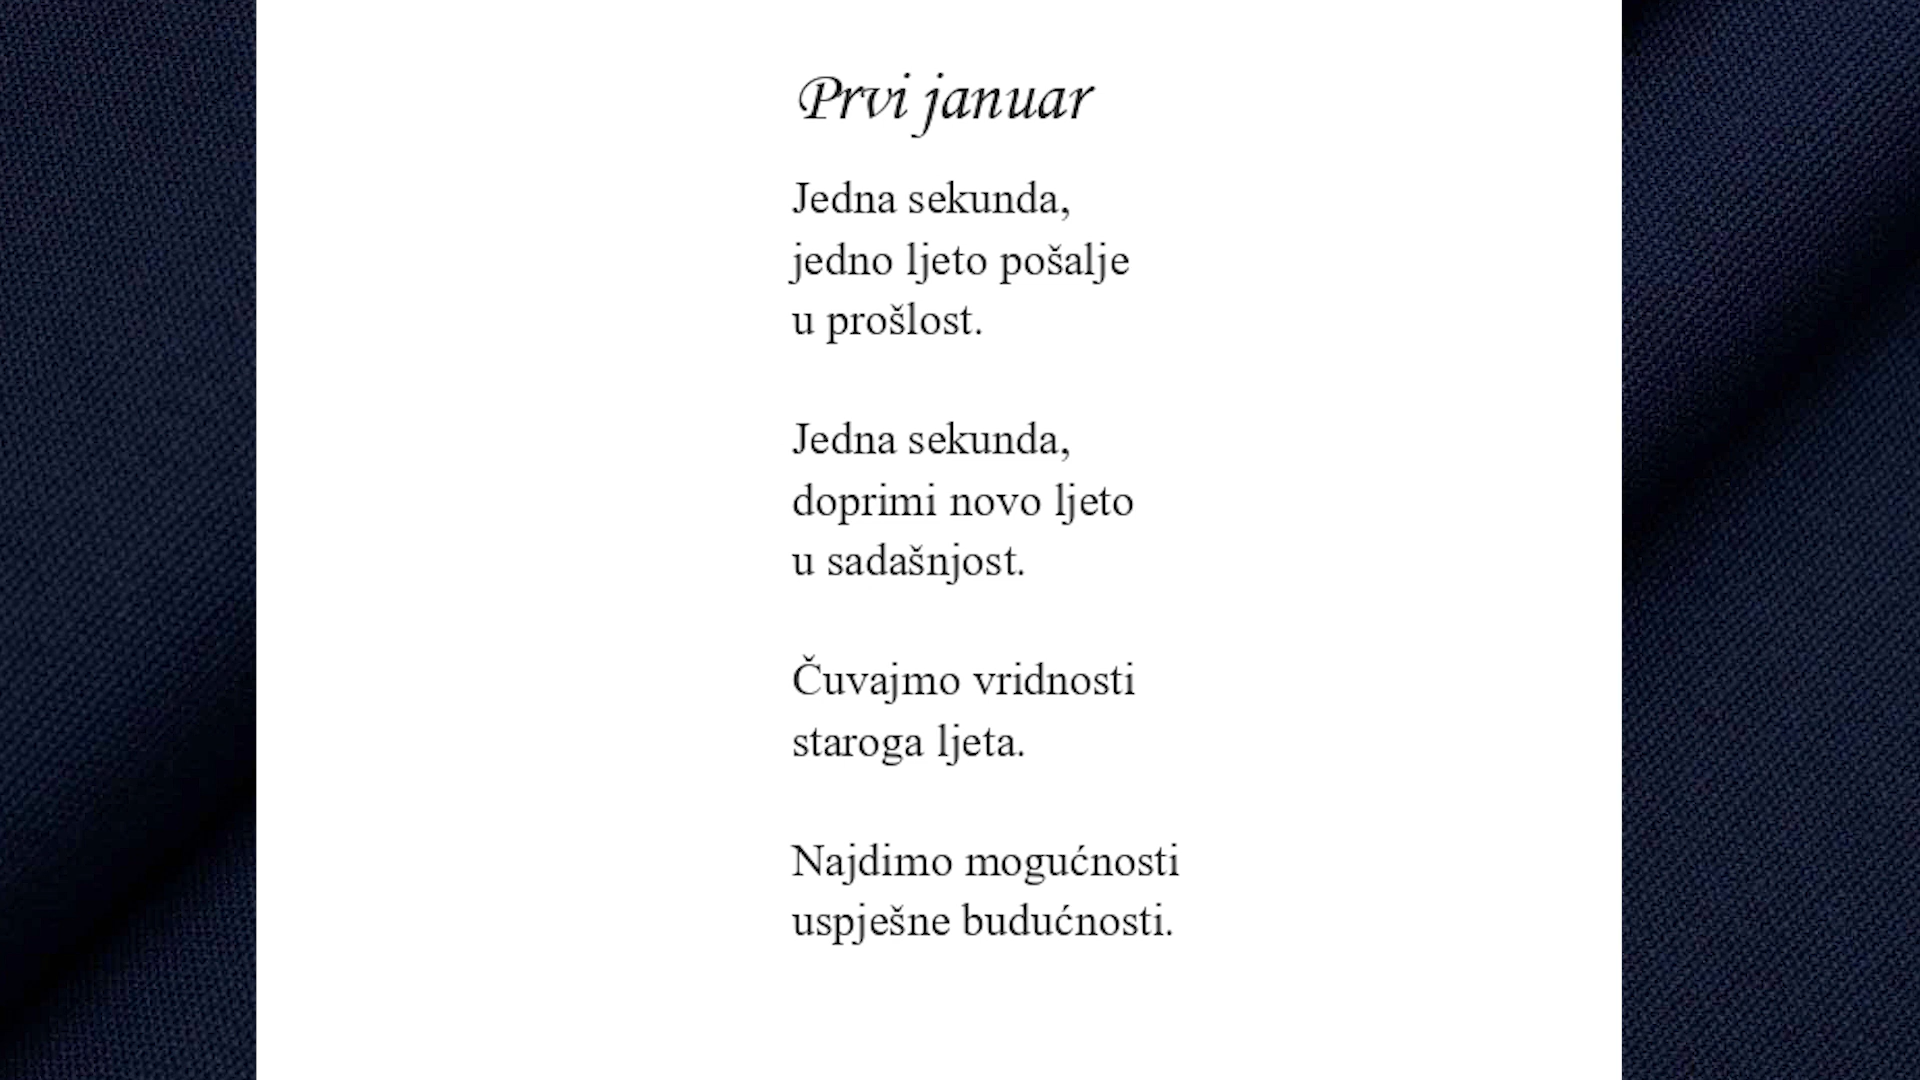 Prvi januar
Jedna sekunda,
jedno ljeto pošalje
u prošlost.
Jedna sekunda,
doprimi novo ljeto
u sadašnjost.
Čuvajmo vridnosti
staroga ljeta.
Najdimo mogućnosti
uspješne budućnosti.